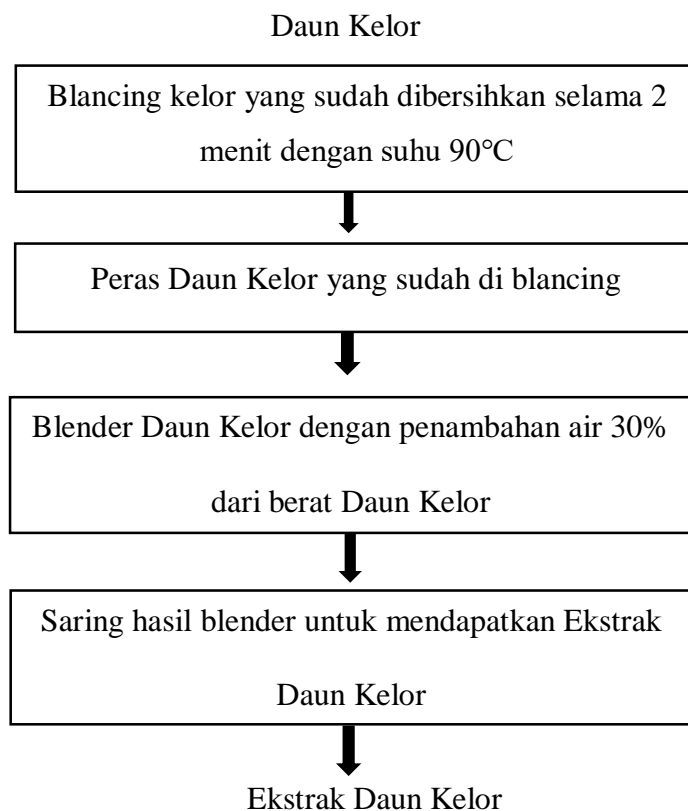 Daun Kelor
Blancing kelor yang sudah dibersihkan selama 2
menit dengan suhu 90°C
Peras Daun Kelor yang sudah di blancing
Blender Daun Kelor dengan penambahan air 30%
dari berat Daun Kelor
Saring hasil blender untuk mendapatkan Ekstrak
Daun Kelor
Ekstrak Daun Kelor